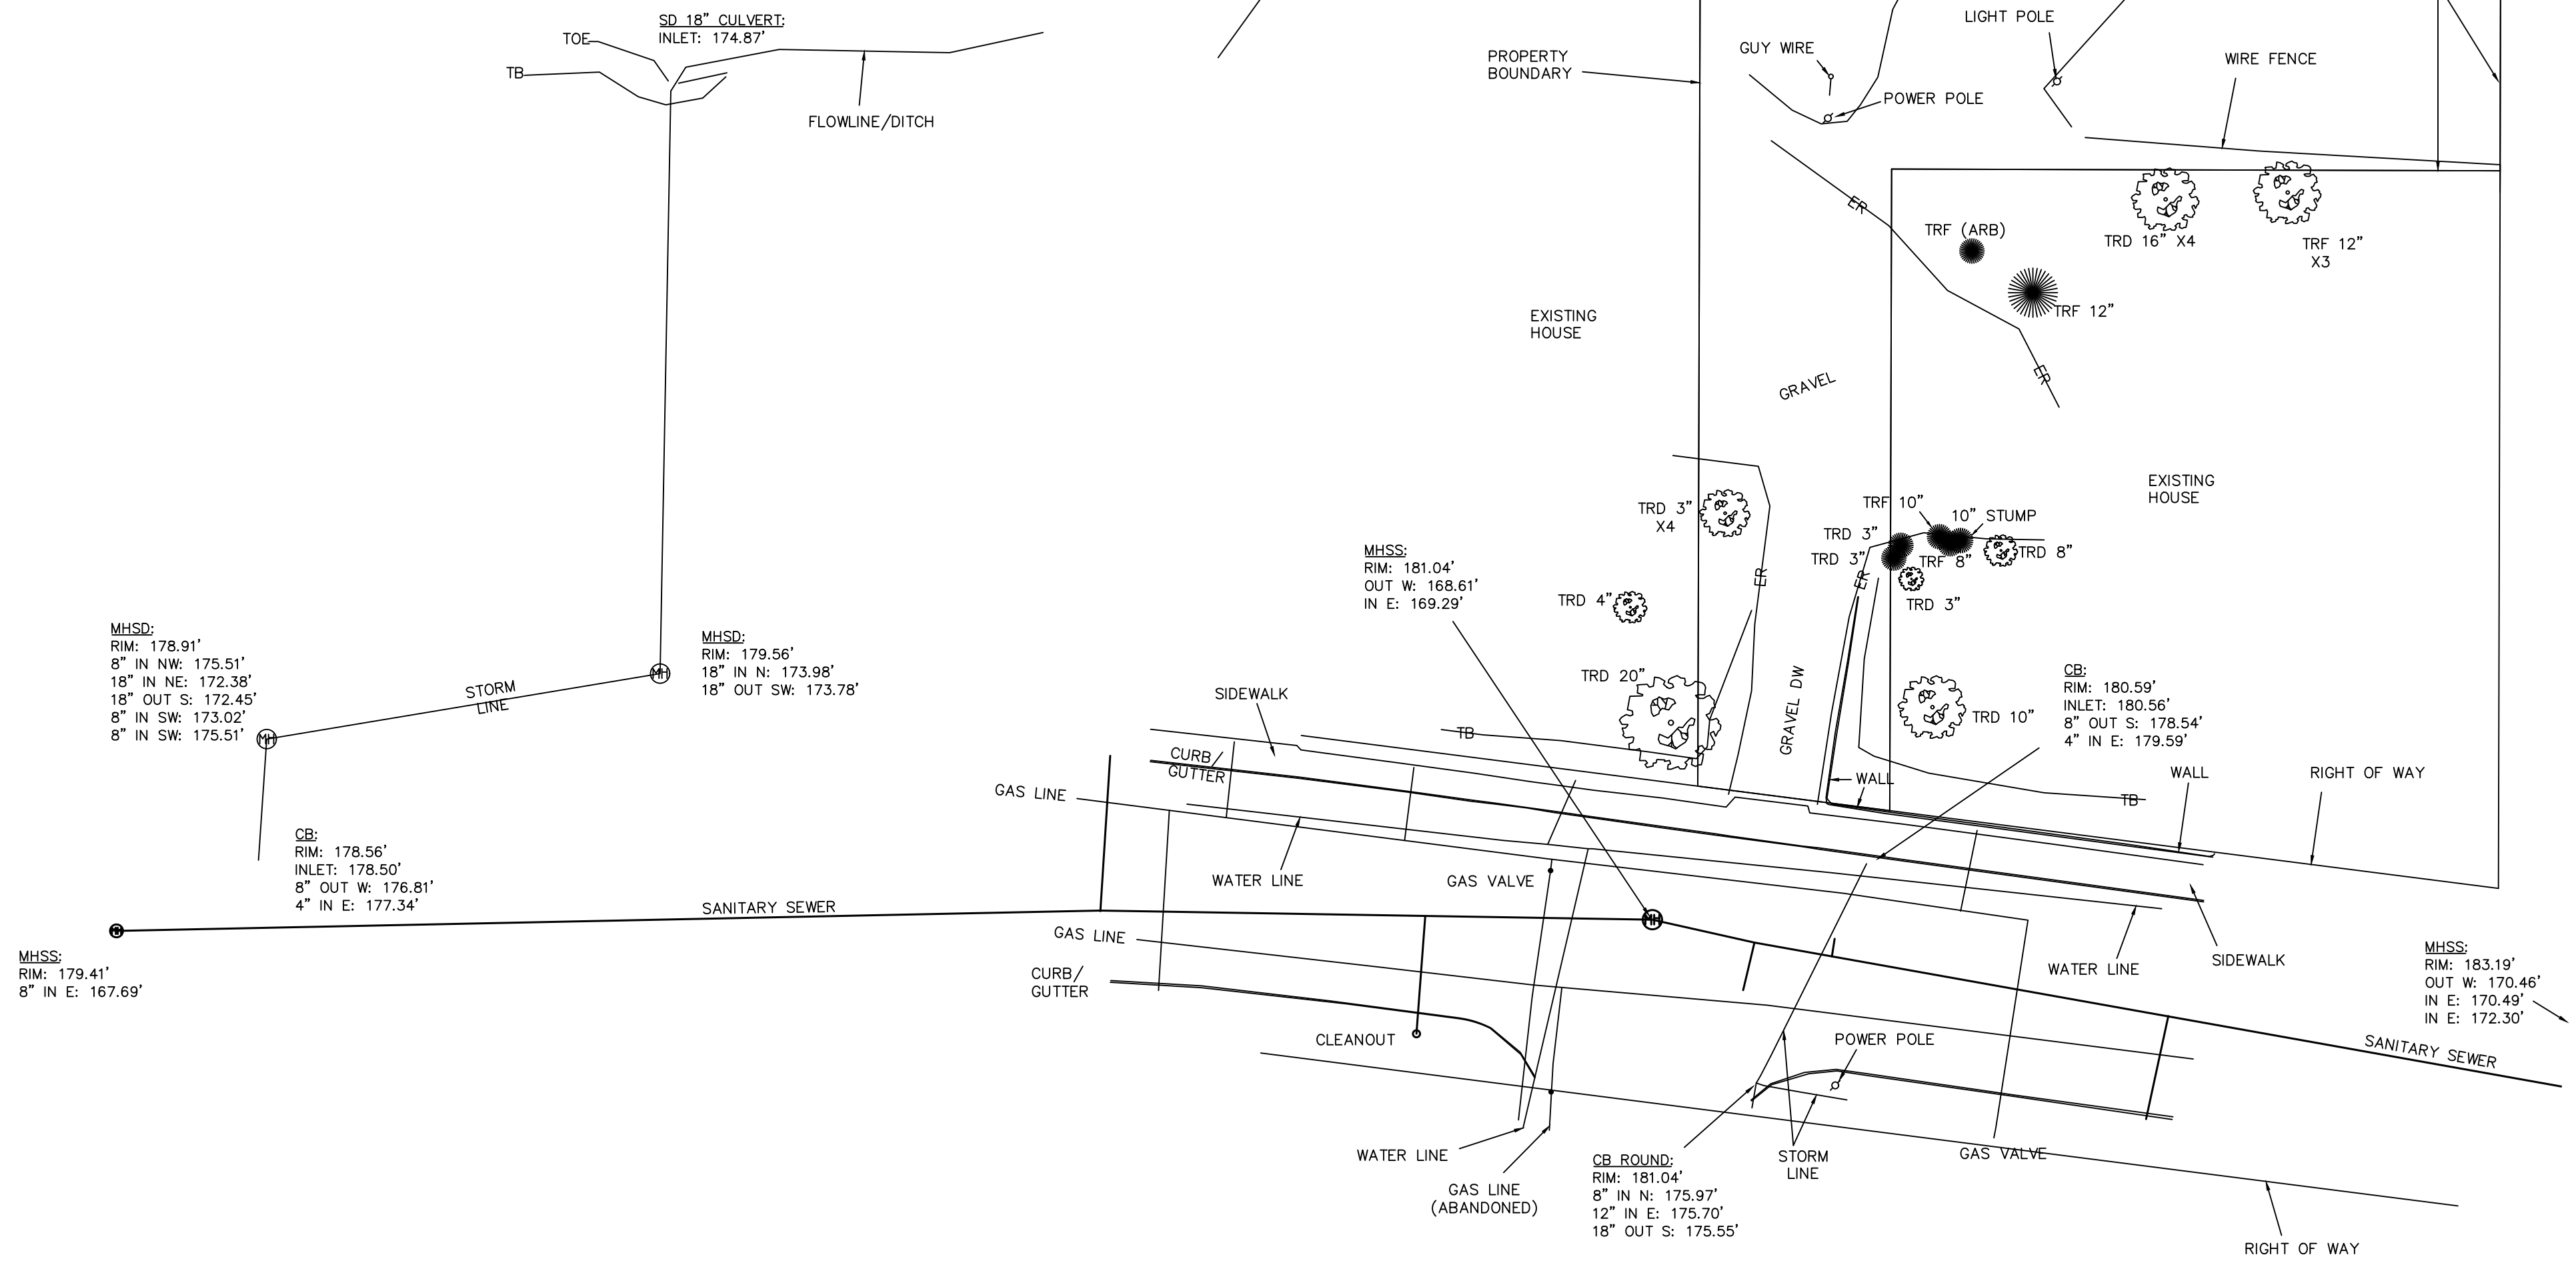 SD 18" CULVERT:
INLET: 174.87'
TOE
TB
FLOWLINE/DITCH
PROPERTY
BOUNDARY
GUY WIRE
LIGHT POLE
POWER POLE
WIRE FENCE
ER
TRF (ARB)
TRD 16" X4
TRF 12"
X3
TRF 12"
EXISTING
HOUSE
GRAVEL
ER
EXISTING
HOUSE
TRD 3"
X4
TRF 10"
10" STUMP
TRD 3"
TRD 3"
TRF 8"
TRD 8"
ER
ER
TRD 3"
TRD 4"
MHSS:
RIM: 181.04'
OUT W: 168.61'
IN E: 169.29'
MHSD:
RIM: 178.91'
8" IN NW: 175.51'
18" IN NE: 172.38'
18" OUT S: 172.45'
8" IN SW: 173.02'
8" IN SW: 175.51'
MHSD:
RIM: 179.56'
18" IN N: 173.98'
18" OUT SW: 173.78'
MH
MH
STORM
LINE
TRD 20"
SIDEWALK
TB
GRAVEL DW
TRD 10"
CB:
RIM: 180.59'
INLET: 180.56'
8" OUT S: 178.54'
4" IN E: 179.59'
CURB/
GUTTER
GAS LINE
WALL
TB
WALL
RIGHT OF WAY
CB:
RIM: 178.56'
INLET: 178.50'
8" OUT W: 176.81'
4" IN E: 177.34'
WATER LINE
GAS VALVE
SANITARY SEWER
MH
MH
MHSS:
RIM: 179.41'
8" IN E: 167.69'
GAS LINE
CURB/
GUTTER
WATER LINE
SIDEWALK
MHSS:
RIM: 183.19'
OUT W: 170.46'
IN E: 170.49'
IN E: 172.30'
CLEANOUT
POWER POLE
SANITARY SEWER
WATER LINE
GAS LINE
(ABANDONED)
CB ROUND:
RIM: 181.04'
8" IN N: 175.97'
12" IN E: 175.70'
18" OUT S: 175.55'
STORM
LINE
GAS VALVE
RIGHT OF WAY